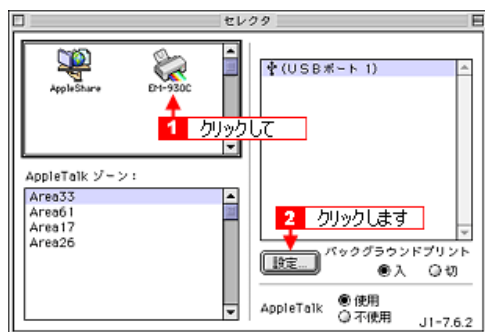 セレクタ
AppleShare
EM-930C
1 クリックして
(USBポート 1)
AppleTalk ゾーン：
Area33
Area61
Area17
Area26
2 クリックします
設定...
バックグラウンドプリント
入 切
AppleTalk
使用
不使用
J1-7.6.2